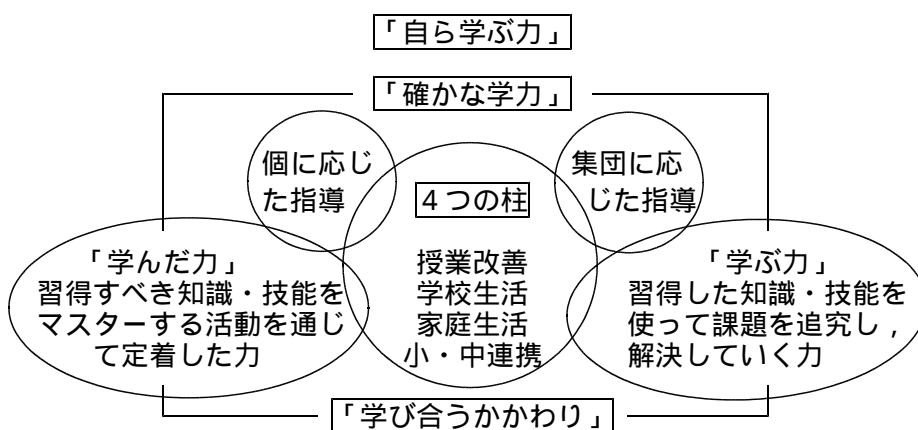 「自ら学ぶ力」
「確かな学力」
個に応じ
た指導
集団に応
じた指導
４つの柱
授業改善
学校生活
家庭生活
小・中連携
「学んだ力」
習得すべき知識・技能を
マスターする活動を通じ
て定着した力
「学ぶ力」
習得した知識・技能を
使って課題を追究し，
解決していく力
「学び合うかかわり」